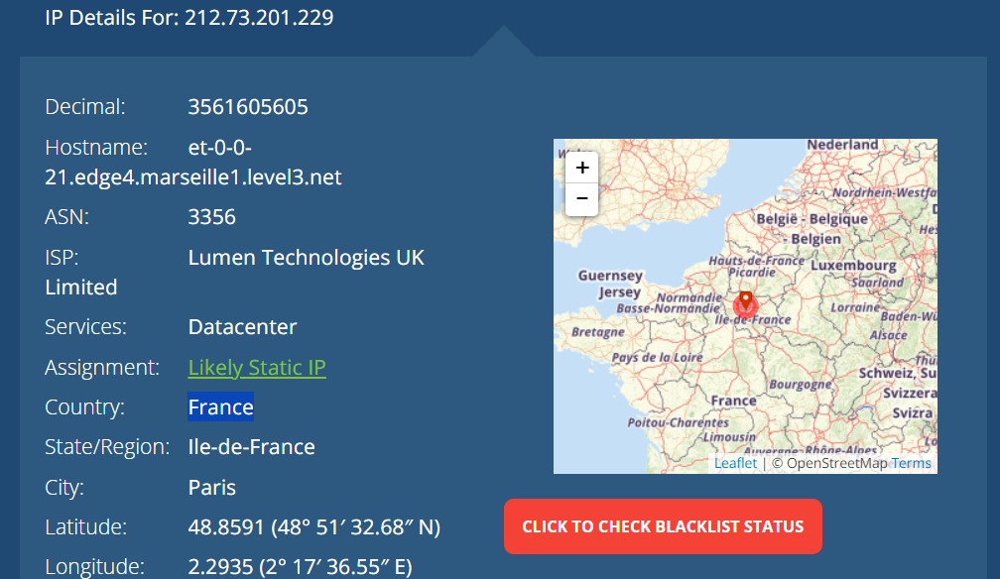 IP Details For: 212.73.201.229
Decimal: 3561605605
Hostname: et-0-0-
21.edge4.marseille1.level3.net
ASN: 3356
ISP: Lumen Technologies UK
Limited
Services: Datacenter
Assignment: Likely Static IP
Country: France
State/Region: Ile-de-France
City: Paris
Latitude: 48.8591 (48° 51′ 32.68″ N)
Longitude: 2.2935 (2° 17′ 36.55″ E)
+
−
Nederland
Nordrhein-Westfa
België - Belgique
- Belgien
Hes
Hauts-de-France
Picardie
Luxembourg
Saarland
Guernsey
Jersey
Normandie
Basse-Normandie
Ile-de-France
Lorraine
Baden-Wü
Bretagne
Alsace
Pays de la Loire
Thu
Schweiz, Su
Bourgogne
Svizzera
France
Svizra
Poitou-Charentes
Limousin
Auvergne-Rhône-Alpes
Leaflet | © OpenStreetMap Terms
CLICK TO CHECK BLACKLIST STATUS